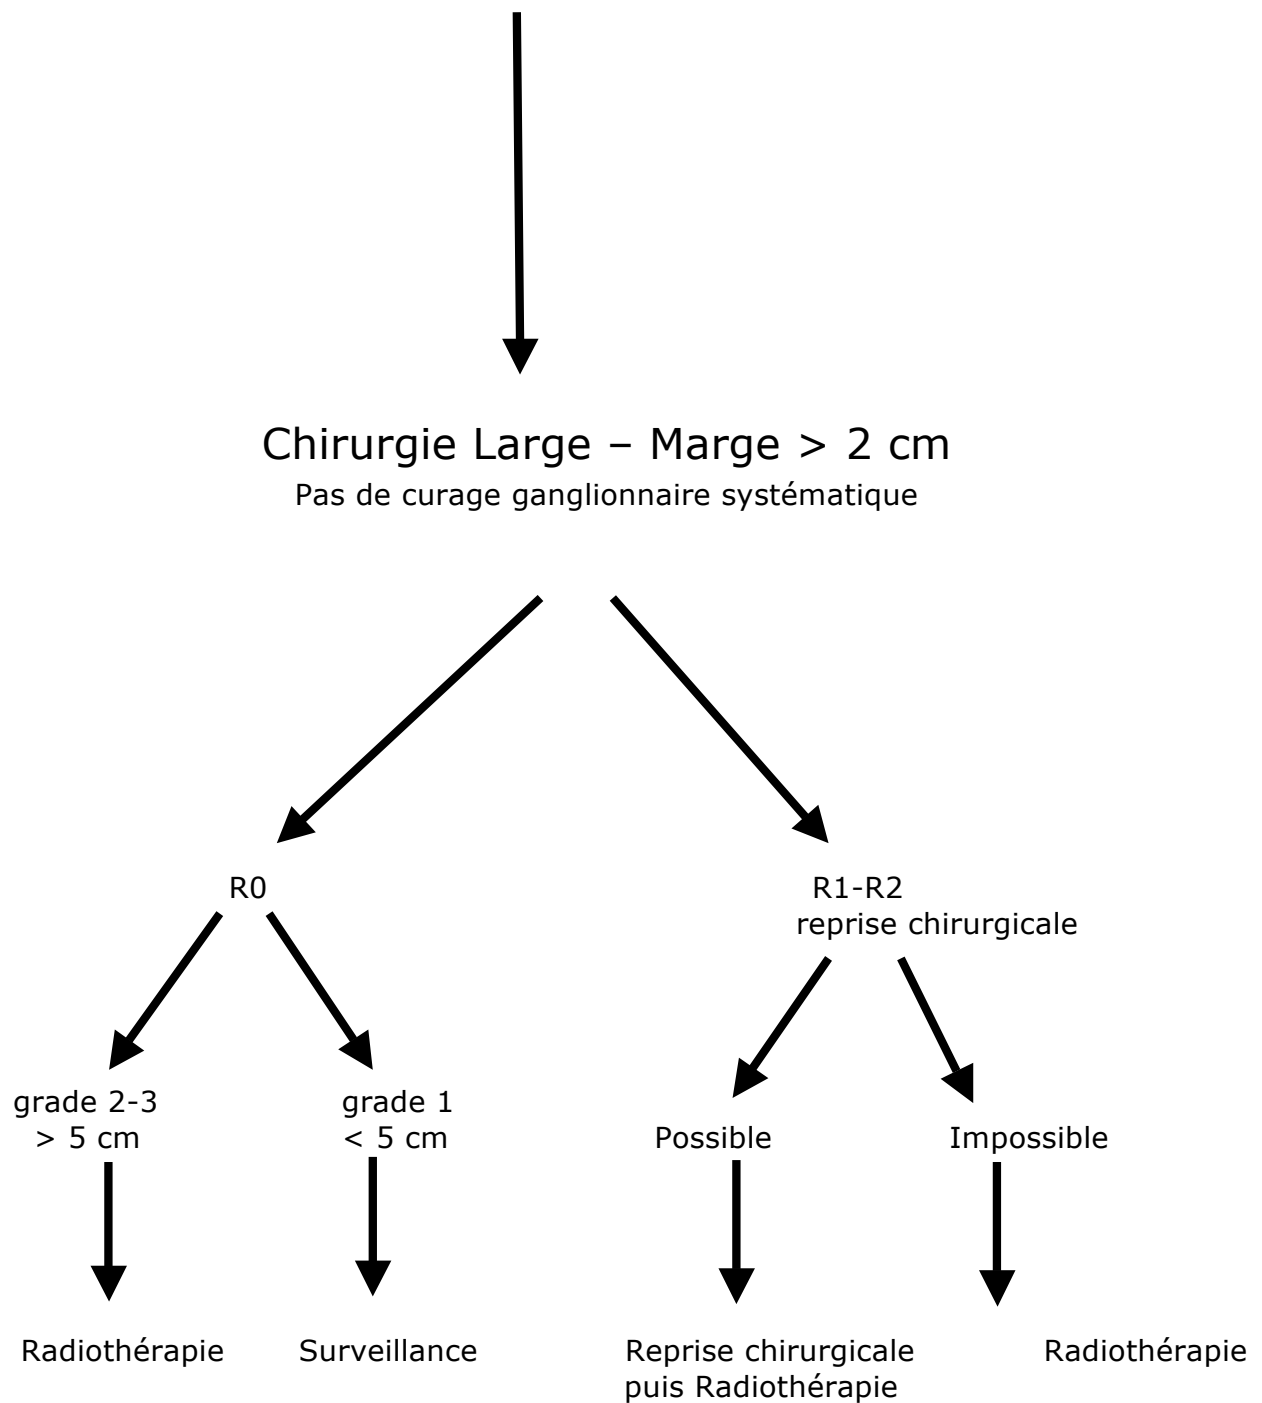 Chirurgie Large – Marge > 2 cm
Pas de curage ganglionnaire systématique
R0
R1-R2
reprise chirurgicale
grade 2-3
> 5 cm
grade 1
< 5 cm
Possible
Impossible
Radiothérapie
Surveillance
Reprise chirurgicale
puis Radiothérapie
Radiothérapie